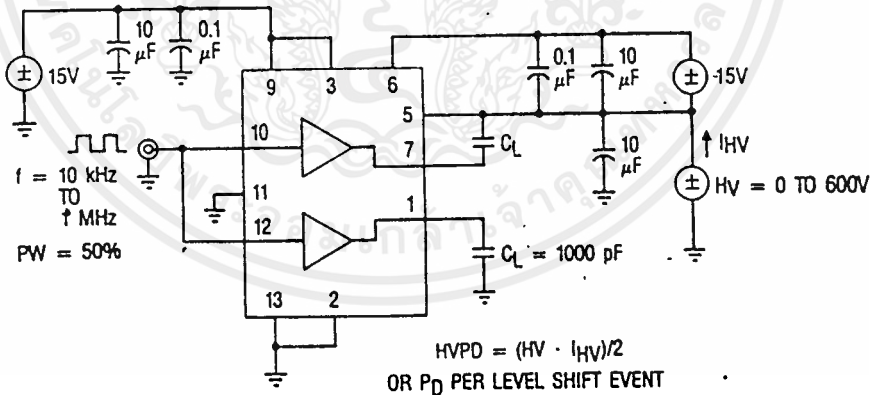 10 μF
0.1 μF
15V
9
3
6
0.1 μF
10 μF
15V
5
10
7
CL
10 μF
IHV
HV = 0 TO 600V
f = 10 kHz
TO
MHz
PW = 50%
11
12
1
CL = 1000 pF
13
2
HVPD = (HV · IHV)/2
OR PD PER LEVEL SHIFT EVENT